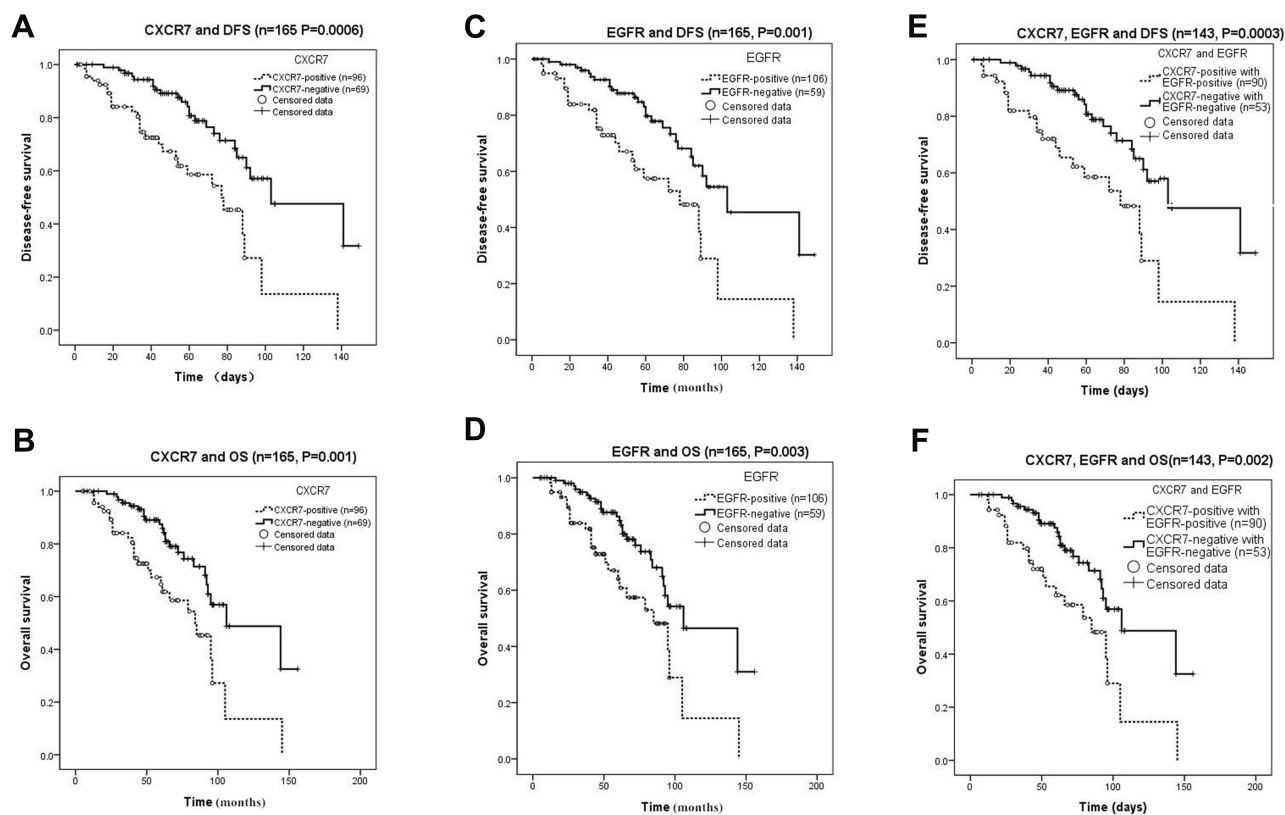 A
CXCR7 and DFS (n=165 P=0.0006)
CXCR7
CXCR7-positive (n=96)
CXCR7-negative (n=69)
Censored data
Censored data
Disease-free survival
1.0
0.8
0.6
0.4
0.2
0.0
0 20 40 60 80 100 120 140
Time (days)
C
EGFR and DFS (n=165, P=0.001)
EGFR
EGFR-positive (n=106)
EGFR-negative (n=59)
Censored data
Censored data
Disease-free survival
1.0
0.8
0.6
0.4
0.2
0.0
0 20 40 60 80 100 120 140
Time (months)
E
CXCR7, EGFR and DFS (n=143, P=0.0003)
CXCR7 and EGFR
CXCR7-positive with
EGFR-positive (n=90)
CXCR7-negative with
EGFR-negative (n=53)
Censored data
Censored data
Disease-free survival
1.0
0.8
0.6
0.4
0.2
0.0
0 20 40 60 80 100 120 140
Time (days)
B
CXCR7 and OS (n=165, P=0.001)
CXCR7
CXCR7-positive (n=96)
CXCR7-negative (n=69)
Censored data
Censored data
Overall survival
1.0
0.8
0.6
0.4
0.2
0.0
0 50 100 150 200
Time (months)
D
EGFR and OS (n=165, P=0.003)
EGFR
EGFR-positive (n=106)
EGFR-negative (n=59)
Censored data
Censored data
Overall survival
1.0
0.8
0.6
0.4
0.2
0.0
0 50 100 150 200
Time (months)
F
CXCR7, EGFR and OS(n=143, P=0.002)
CXCR7 and EGFR
CXCR7-positive with
EGFR-positive (n=90)
CXCR7-negative with
EGFR-negative (n=53)
Censored data
Censored data
Overall survival
1.0
0.8
0.6
0.4
0.2
0.0
0 50 100 150 200
Time (days)